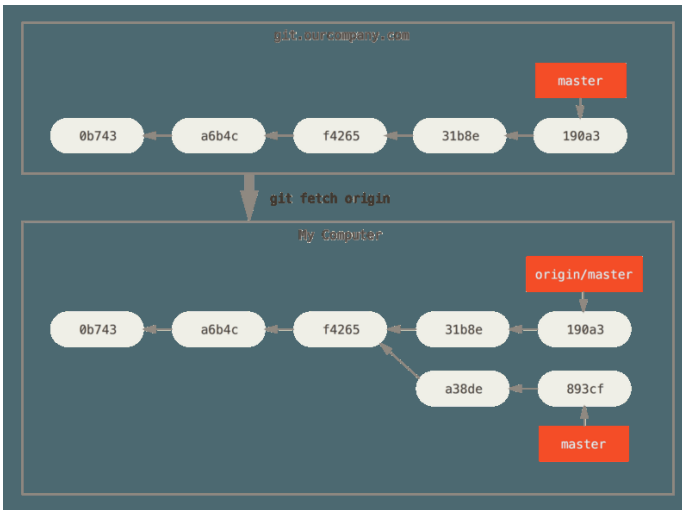 git.ourcompany.com
master
0b743 a6b4c f4265 31b8e 190a3
git fetch origin
My Computer
origin/master
0b743 a6b4c f4265 31b8e 190a3
a38de 893cf
master